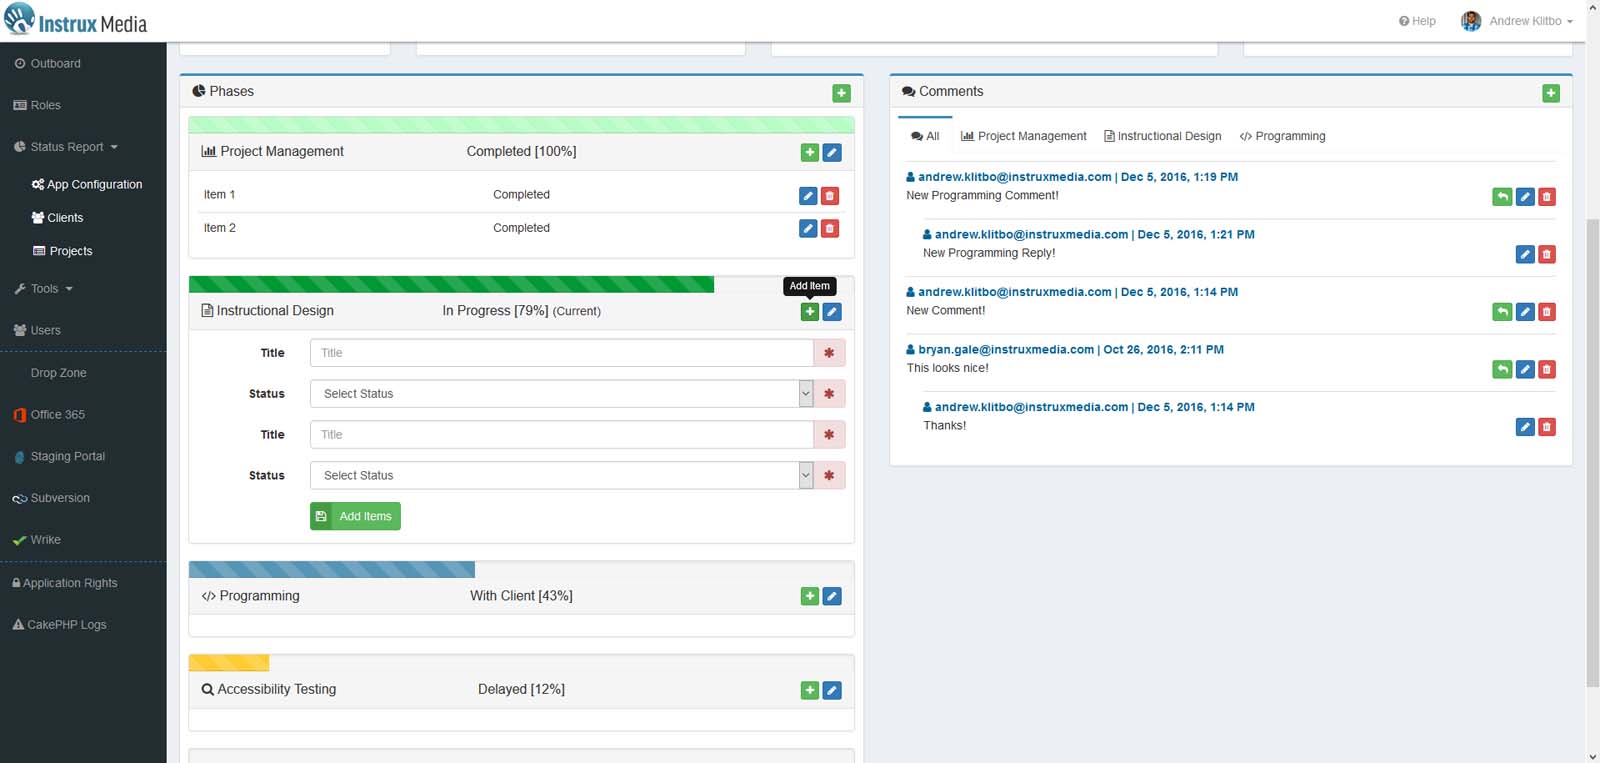 Instrux Media
Help
Andrew Klitbo
Outboard
Roles
Status Report
App Configuration
Clients
Projects
Tools
Users
Drop Zone
Office 365
Staging Portal
Subversion
Wrike
Application Rights
CakePHP Logs
Phases
Project Management Completed [100%]
Item 1 Completed
Item 2 Completed
Add Item
Instructional Design In Progress [79%] (Current)
Title Title
Status Select Status
Title Title
Status Select Status
Add Items
Programming With Client [43%]
Accessibility Testing Delayed [12%]
Comments
All Project Management Instructional Design Programming
andrew.klitbo@instruxmedia.com | Dec 5, 2016, 1:19 PM
New Programming Comment!
andrew.klitbo@instruxmedia.com | Dec 5, 2016, 1:21 PM
New Programming Reply!
andrew.klitbo@instruxmedia.com | Dec 5, 2016, 1:14 PM
New Comment!
bryan.gale@instruxmedia.com | Oct 26, 2016, 2:11 PM
This looks nice!
andrew.klitbo@instruxmedia.com | Dec 5, 2016, 1:14 PM
Thanks!